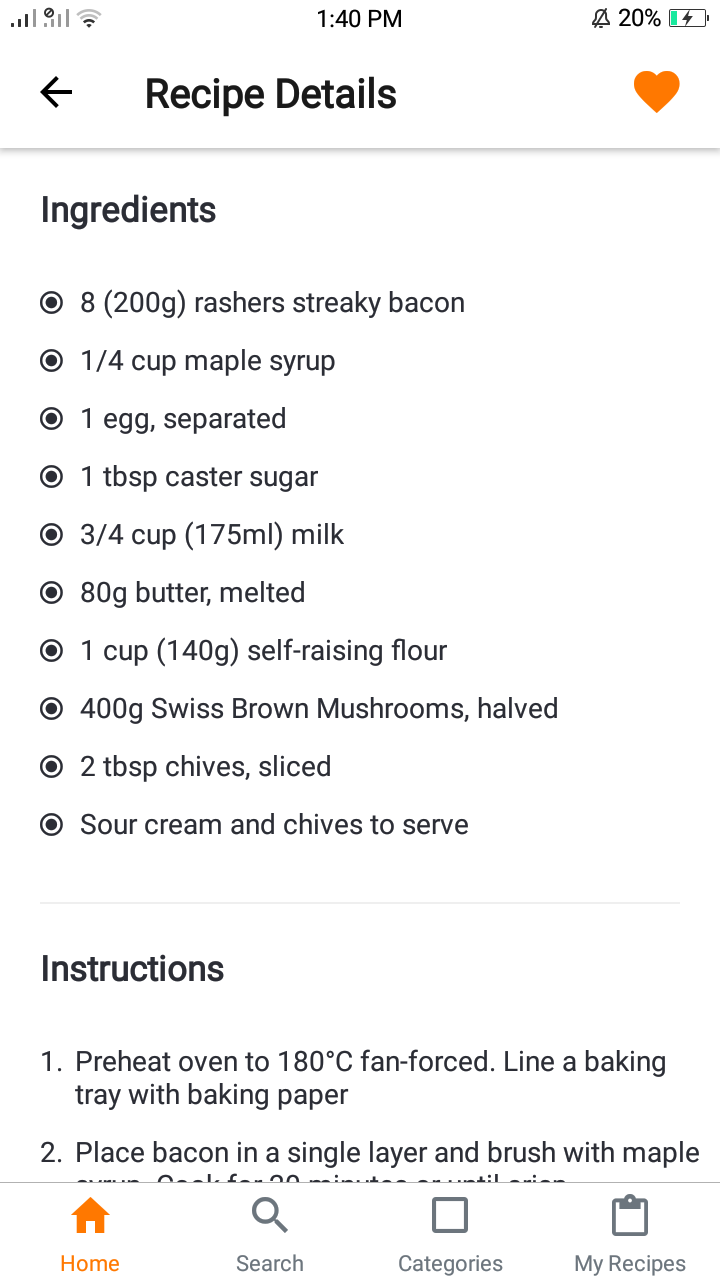 1:40 PM
20%
Recipe Details
Ingredients
8 (200g) rashers streaky bacon
1/4 cup maple syrup
1 egg, separated
1 tbsp caster sugar
3/4 cup (175ml) milk
80g butter, melted
1 cup (140g) self-raising flour
400g Swiss Brown Mushrooms, halved
2 tbsp chives, sliced
Sour cream and chives to serve
Instructions
1. Preheat oven to 180°C fan-forced. Line a baking
tray with baking paper
2. Place bacon in a single layer and brush with maple
Home
Search
Categories
My Recipes